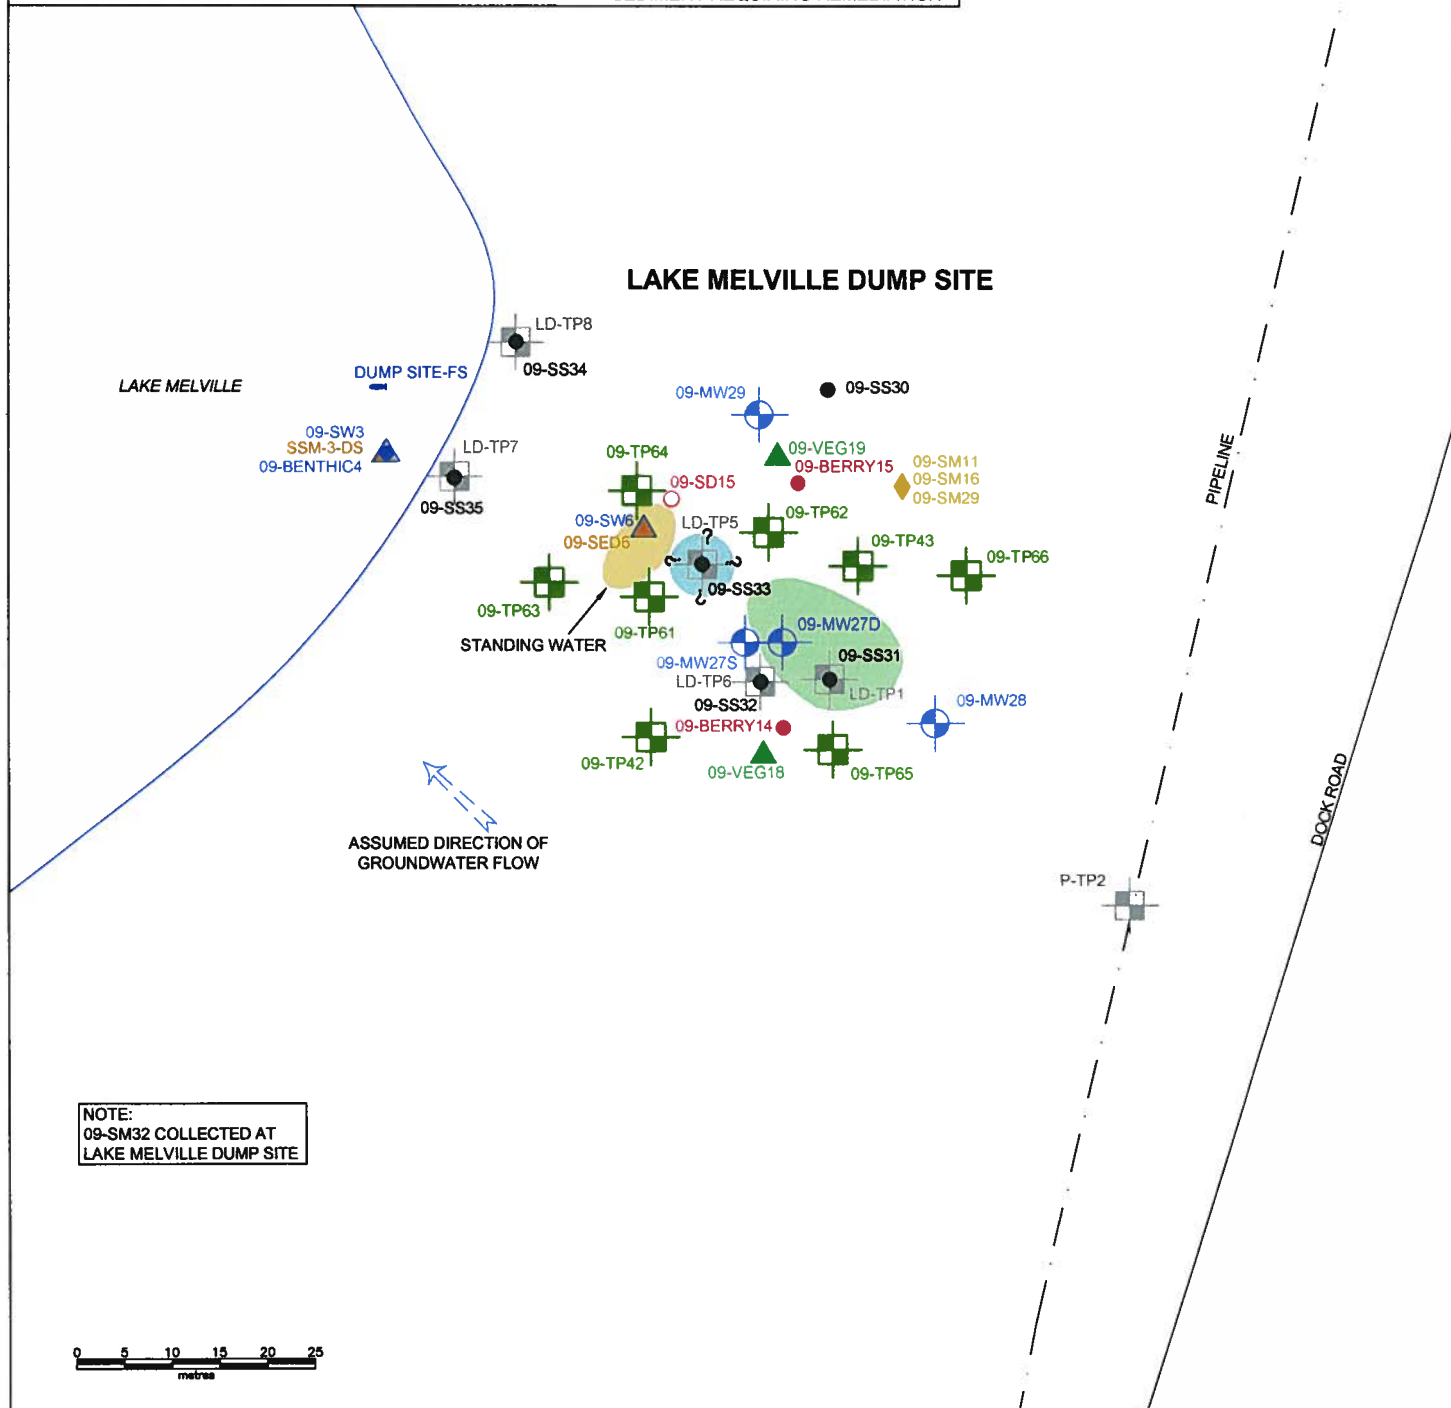 SEDIMENT REQUIRING REMEDIATION
LAKE MELVILLE DUMP SITE
LD-TP8
09-SS34
LAKE MELVILLE
DUMP SITE-FS
09-SW3
SSM-3-DS
09-BENTHIC4
LD-TP7
09-SS35
09-MW29
09-SS30
09-TP64
09-VEG19
09-BERRY15
09-SM11
09-SM16
09-SM29
09-SD15
09-SW6
09-SED5
LD-TP5
09-TP62
09-TP43
09-TP66
?
?
?
?
09-SS33
09-TP63
09-TP61
STANDING WATER
09-MW27D
09-MW27S
09-SS31
LD-TP6
LD-TP1
09-SS32
09-MW28
09-BERRY14
09-TP42
09-VEG18
09-TP65
PIPELINE
DOCK ROAD
ASSUMED DIRECTION OF
GROUNDWATER FLOW
P-TP2
NOTE:
09-SM32 COLLECTED AT
LAKE MELVILLE DUMP SITE
0 5 10 15 20 25
metres